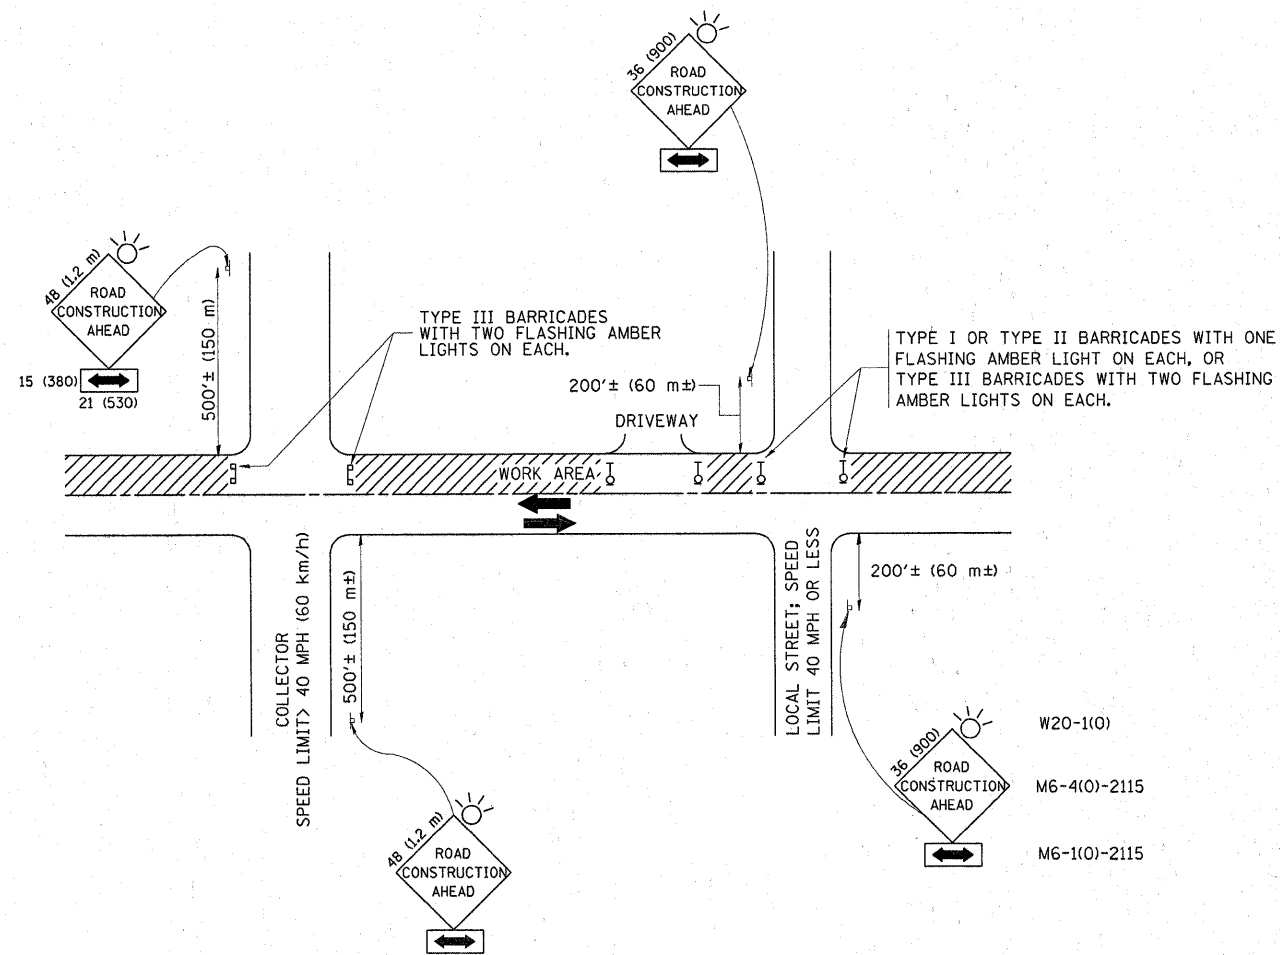 36 (900)
ROAD
CONSTRUCTION
AHEAD
48 (1.2 m)
ROAD
CONSTRUCTION
AHEAD
15 (380)
21 (530)
500'± (150 m)
TYPE III BARRICADES
WITH TWO FLASHING AMBER
LIGHTS ON EACH.
200'± (60 m±)
DRIVEWAY
TYPE I OR TYPE II BARRICADES WITH ONE
FLASHING AMBER LIGHT ON EACH, OR
TYPE III BARRICADES WITH TWO FLASHING
AMBER LIGHTS ON EACH.
WORK AREA
COLLECTOR
SPEED LIMIT> 40 MPH (60 km/h)
500'± (150 m±)
LOCAL STREET; SPEED
LIMIT 40 MPH OR LESS
200'± (60 m±)
48 (1.2 m)
ROAD
CONSTRUCTION
AHEAD
36 (900)
ROAD
CONSTRUCTION
AHEAD
W20-1(O)
M6-4(O)-2115
M6-1(O)-2115